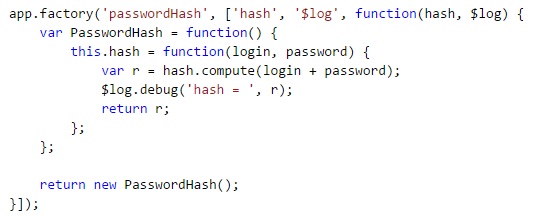 app.factory('passwordHash', ['hash', '$log', function(hash, $log) {
    var PasswordHash = function() {
        this.hash = function(login, password) {
            var r = hash.compute(login + password);
            $log.debug('hash = ', r);
            return r;
        };
    };

    return new PasswordHash();
}]);